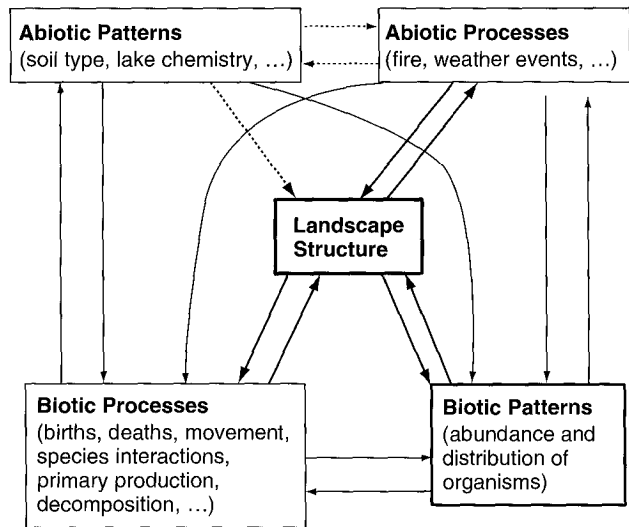 Abiotic Patterns
(soil type, lake chemistry, ...)
Abiotic Processes
(fire, weather events, ...)
Landscape
Structure
Biotic Processes
(births, deaths, movement,
species interactions,
primary production,
decomposition, ...)
Biotic Patterns
(abundance and
distribution of
organisms)